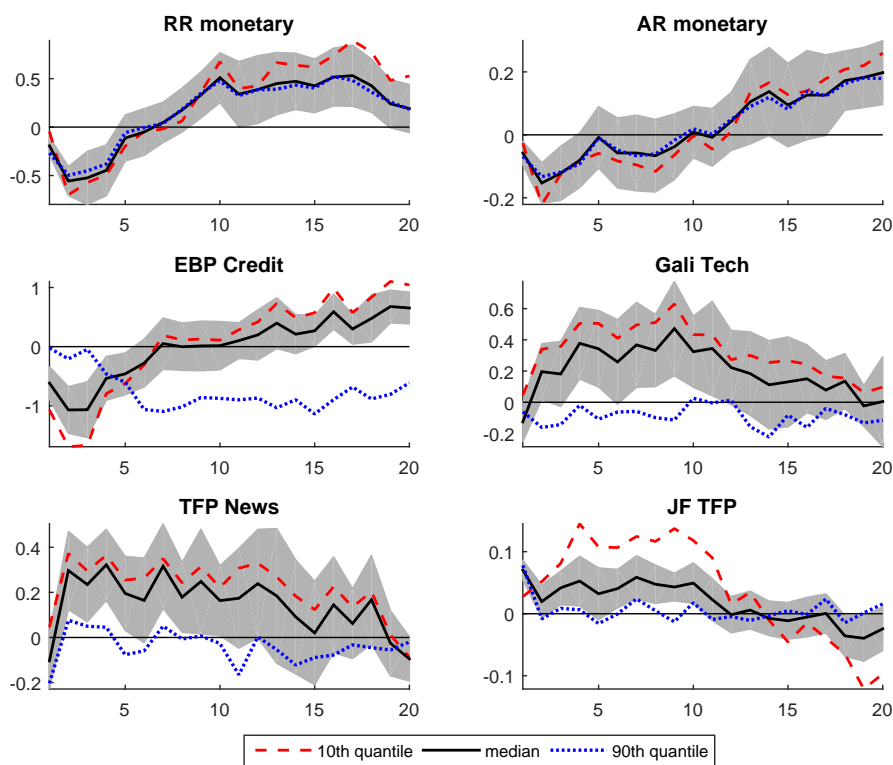 RR monetary
0.5
0
-0.5
5 10 15 20
AR monetary
0.2
0
-0.2
5 10 15 20
EBP Credit
1
0
-1
5 10 15 20
Gali Tech
0.6
0.4
0.2
0
-0.2
5 10 15 20
TFP News
0.4
0.2
0
-0.2
5 10 15 20
JF TFP
0.1
0
-0.1
5 10 15 20
10th quantile median 90th quantile